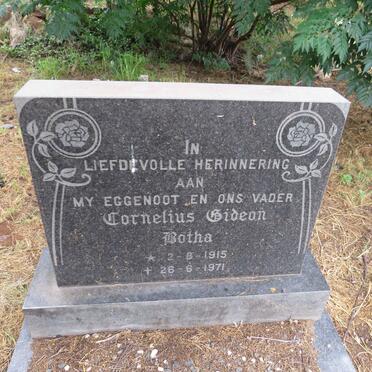 IN
LIEFDEVOLLE HERINNERING
AAN
MY EGGENOOT EN ONS VADER
Cornelius Gideon
Botha
* 2-8-1915
+ 26-6-1971